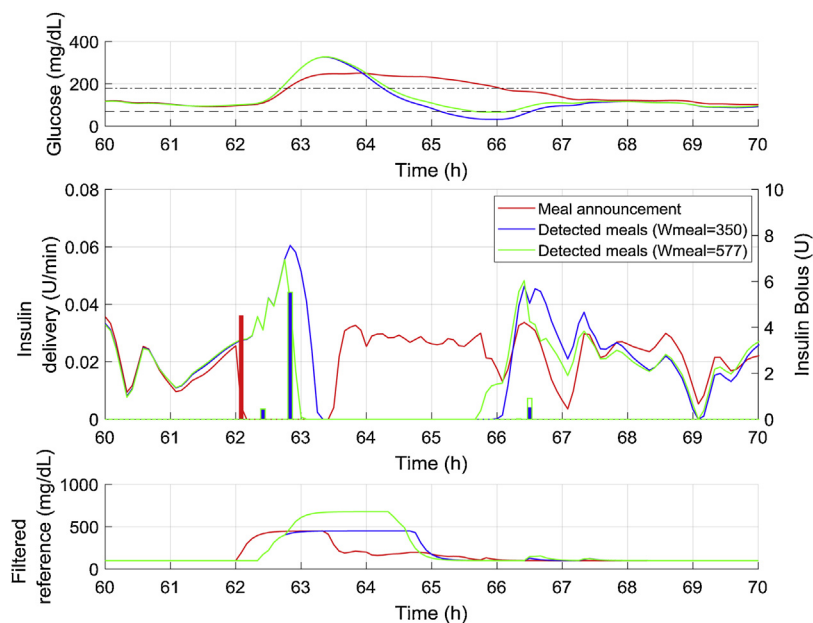 Glucose (mg/dL)
400
200
0
60 61 62 63 64 65 66 67 68 69 70
Time (h)
Insulin
delivery (U/min)
0.08
0.06
0.04
0.02
0
Meal announcement
Detected meals (Wmeal=350)
Detected meals (Wmeal=577)
10
8
6
4
2
0
Insulin Bolus (U)
60 61 62 63 64 65 66 67 68 69 70
Time (h)
Filtered
reference (mg/dL)
1000
500
0
60 61 62 63 64 65 66 67 68 69 70
Time (h)